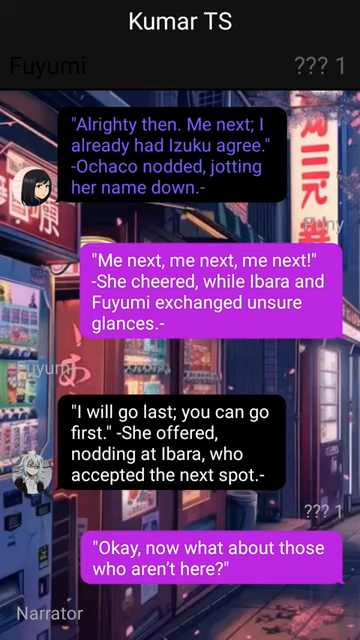 Kumar TS
Fuyumi
??? 1
"Alrighty then. Me next; I
already had Izuku agree."
-Ochaco nodded, jotting
her name down.-
Pony
"Me next, me next, me next!"
-She cheered, while Ibara and
Fuyumi exchanged unsure
glances.-
Fuyumi
"I will go last; you can go
first." -She offered,
nodding at Ibara, who
accepted the next spot.-
??? 1
"Okay, now what about those
who aren't here?"
Narrator